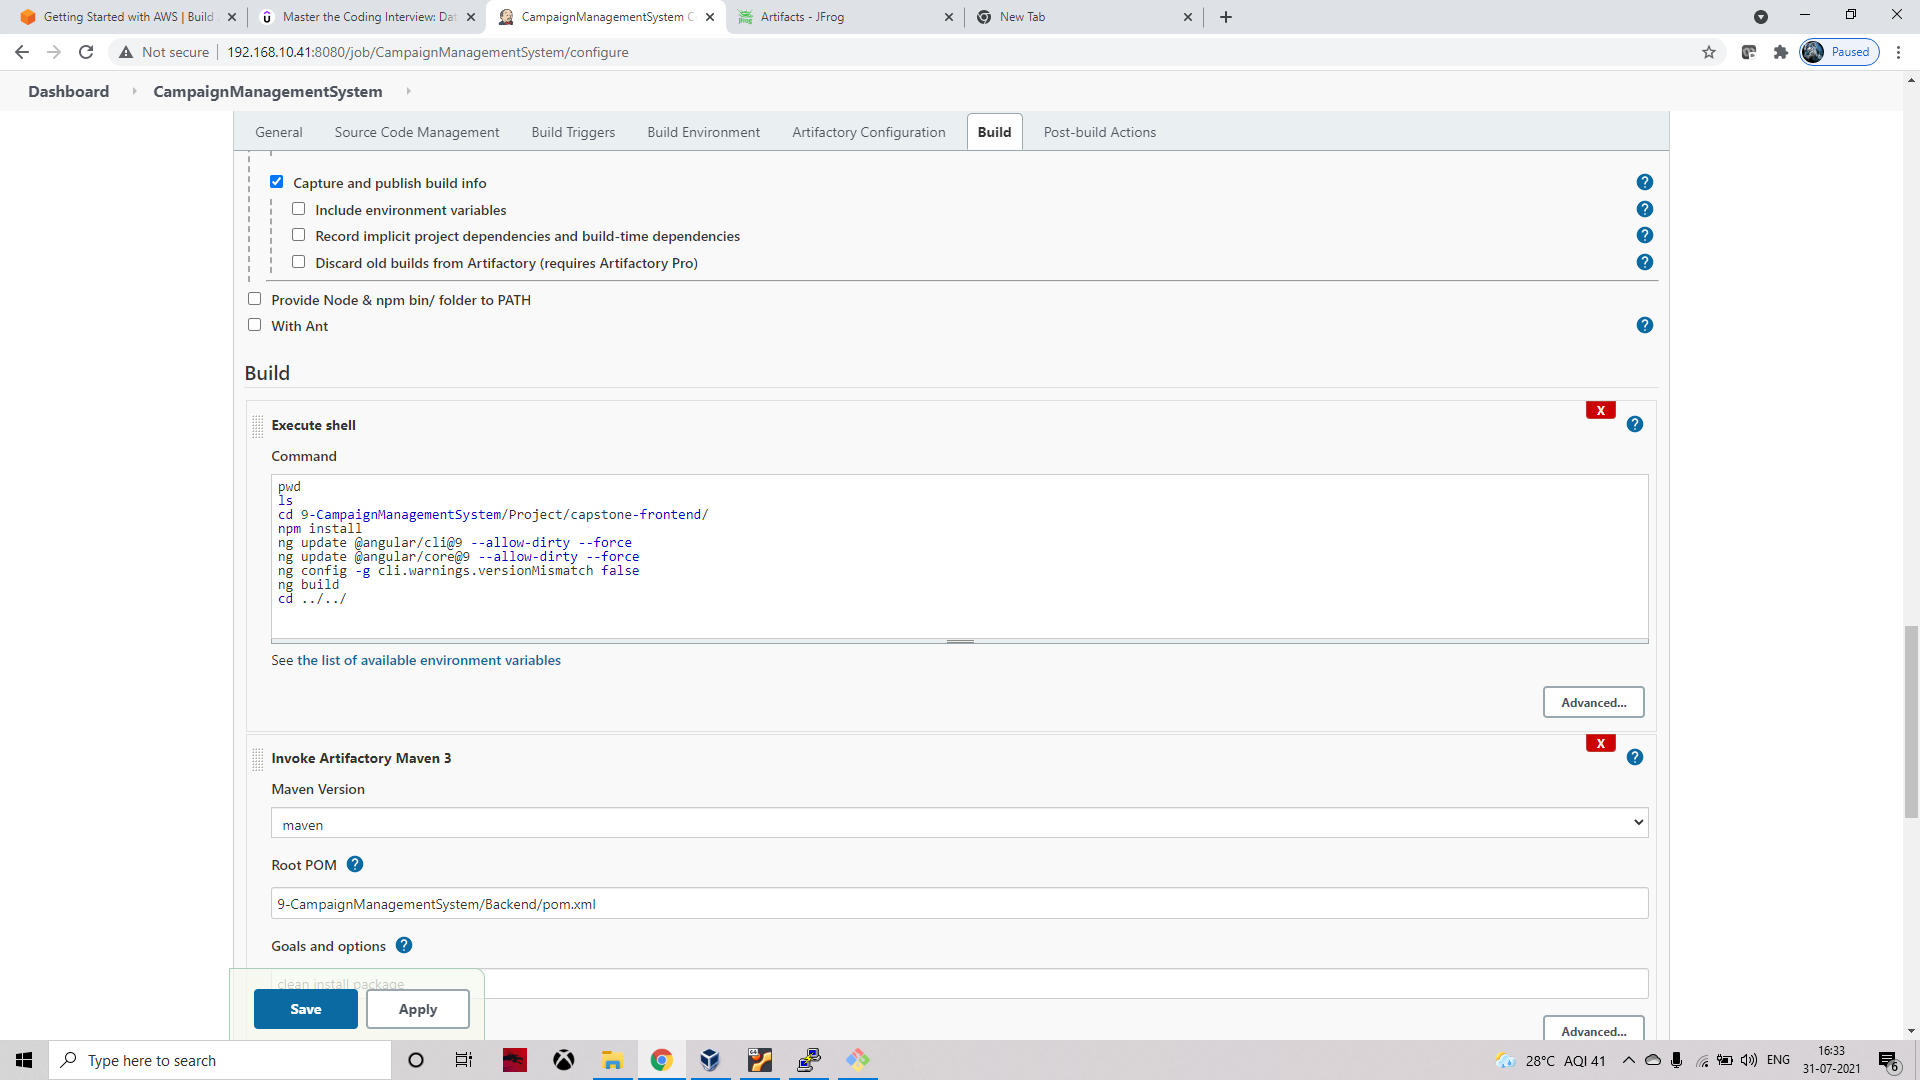 Getting Started with AWS | Build
Master the Coding Interview: Dat
CampaignManagementSystem C
Artifacts - JFrog
New Tab
Not secure
192.168.10.41:8080/job/CampaignManagementSystem/configure
Paused
Dashboard
CampaignManagementSystem
General
Source Code Management
Build Triggers
Build Environment
Artifactory Configuration
Build
Post-build Actions
Capture and publish build info
Include environment variables
Record implicit project dependencies and build-time dependencies
Discard old builds from Artifactory (requires Artifactory Pro)
Provide Node & npm bin/ folder to PATH
With Ant
Build
X
Execute shell
Command
pwd
ls
cd 9-CampaignManagementSystem/Project/capstone-frontend/
npm install
ng update @angular/cli@9 --allow-dirty --force
ng update @angular/core@9 --allow-dirty --force
ng config -g cli.warnings.versionMismatch false
ng build
cd ../../
See the list of available environment variables
Advanced...
X
Invoke Artifactory Maven 3
Maven Version
maven
Root POM
9-CampaignManagementSystem/Backend/pom.xml
Goals and options
clean install package
Save
Apply
Advanced...
Type here to search
28°C AQI 41
ENG
16:33
31-07-2021
6